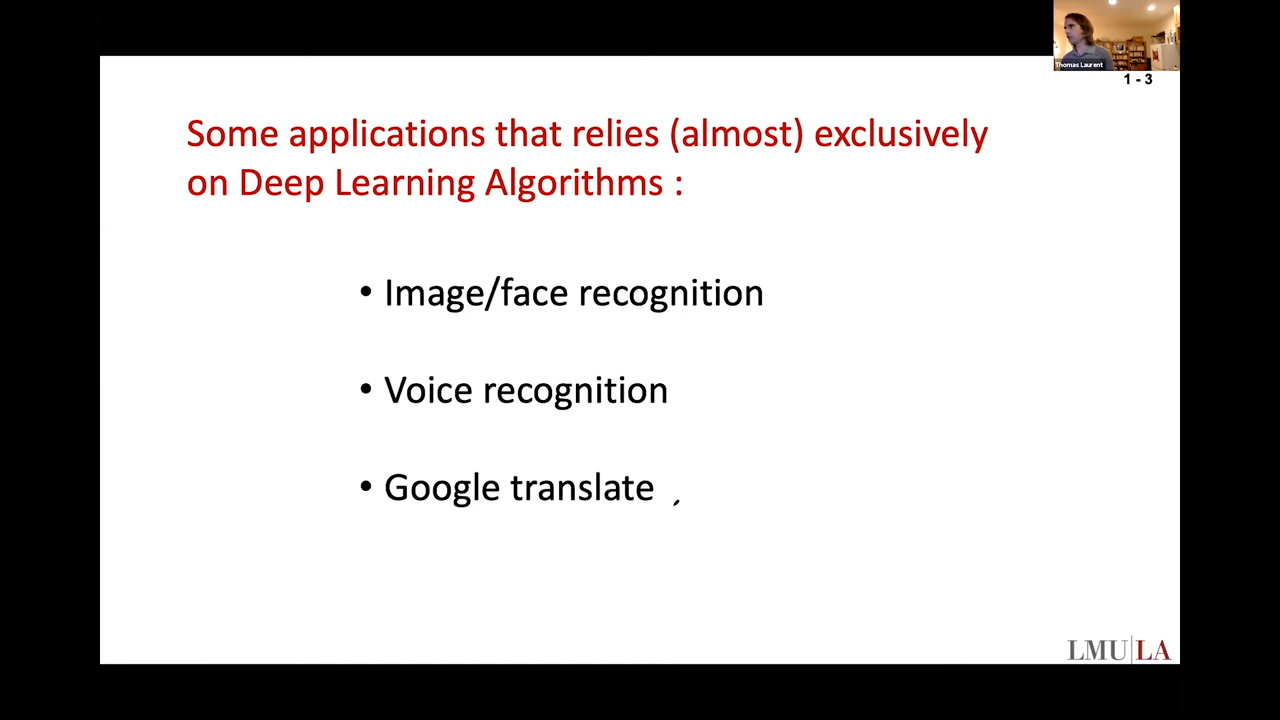 Thomas Laurent
1 - 3
Some applications that relies (almost) exclusively
on Deep Learning Algorithms :
• Image/face recognition
• Voice recognition
• Google translate
LMU|LA